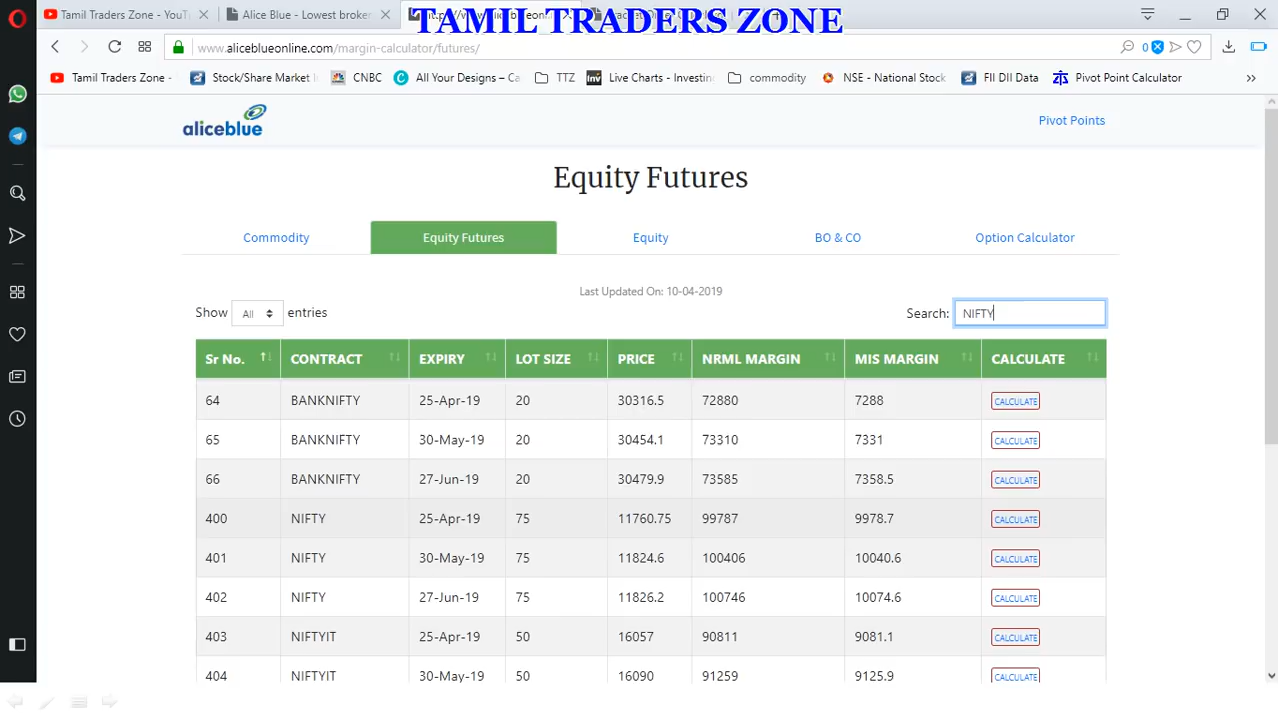 TAMIL TRADERS ZONE
Tamil Traders Zone - YouT
Alice Blue - Lowest broker
www.aliceblueonline.com/margin-calculator/futures/
0
Tamil Traders Zone -
Stock/Share Market
CNBC
All Your Designs – Ca
TTZ
Inv Live Charts - Investin
commodity
NSE - National Stock
FII DII Data
Pivot Point Calculator
aliceblue
Pivot Points
Equity Futures
Commodity
Equity Futures
Equity
BO & CO
Option Calculator
Last Updated On: 10-04-2019
Show All entries
Search: NIFTY
Sr No. CONTRACT EXPIRY LOT SIZE PRICE NRML MARGIN MIS MARGIN CALCULATE
64 BANKNIFTY 25-Apr-19 20 30316.5 72880 7288 CALCULATE
65 BANKNIFTY 30-May-19 20 30454.1 73310 7331 CALCULATE
66 BANKNIFTY 27-Jun-19 20 30479.9 73585 7358.5 CALCULATE
400 NIFTY 25-Apr-19 75 11760.75 99787 9978.7 CALCULATE
401 NIFTY 30-May-19 75 11824.6 100406 10040.6 CALCULATE
402 NIFTY 27-Jun-19 75 11826.2 100746 10074.6 CALCULATE
403 NIFTYIT 25-Apr-19 50 16057 90811 9081.1 CALCULATE
404 NIFTYIT 30-May-19 50 16090 91259 9125.9 CALCULATE